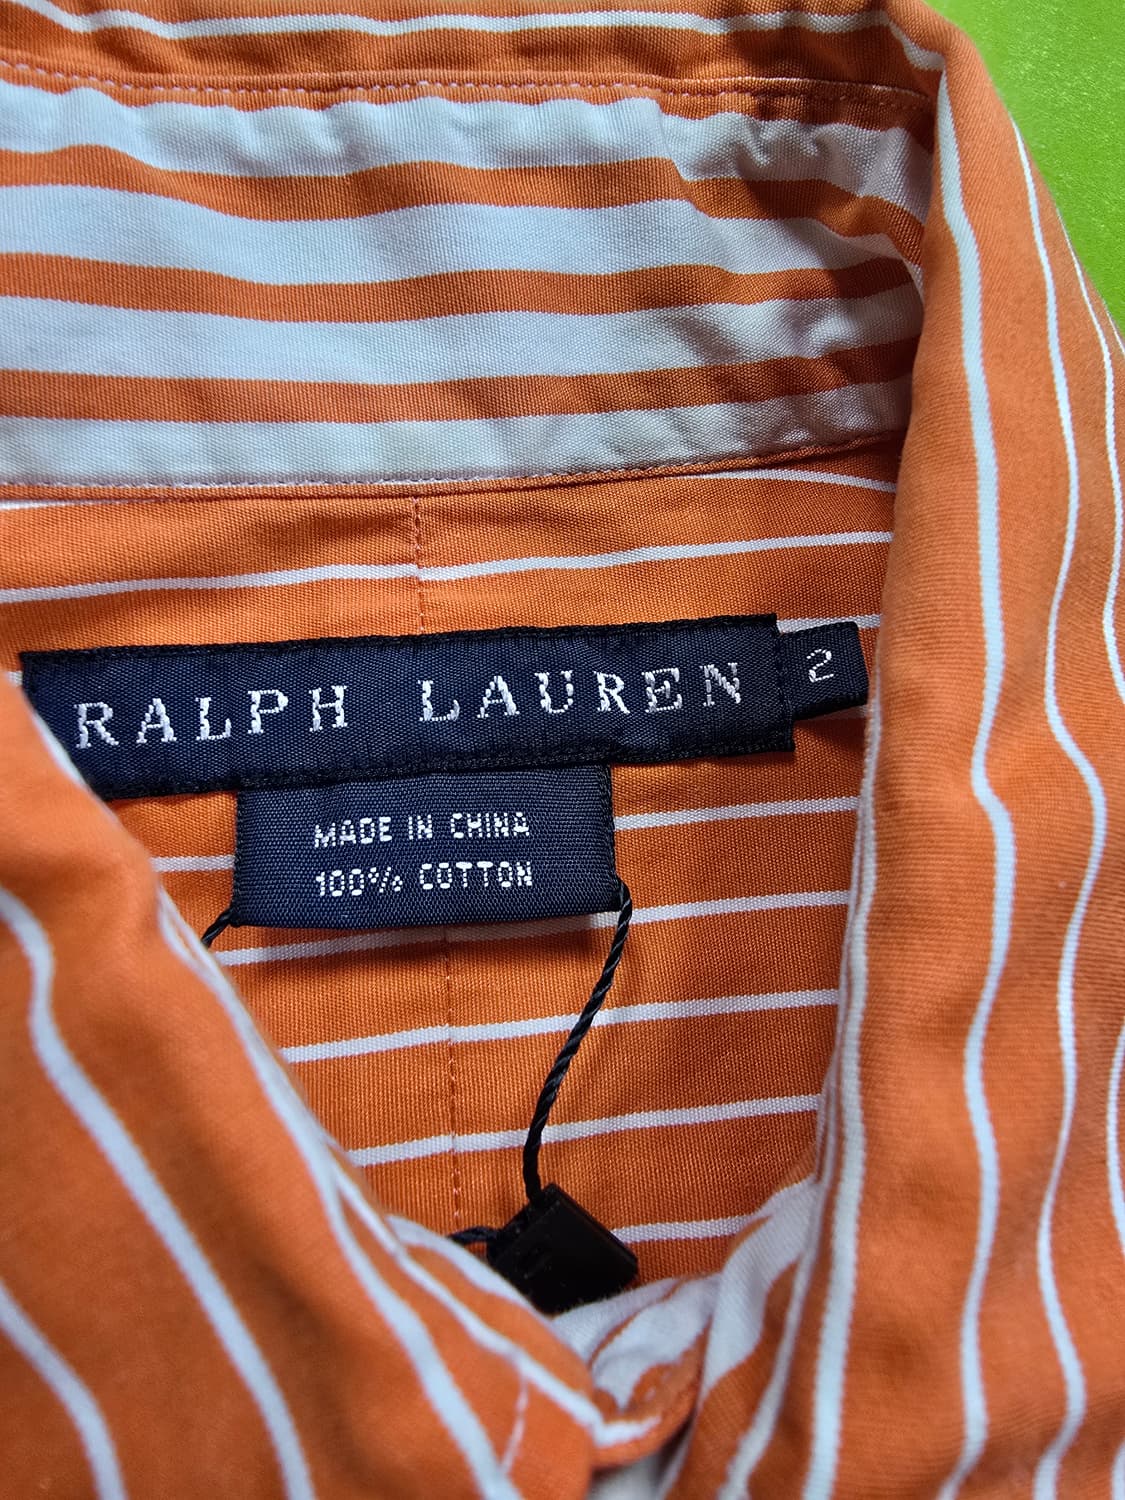 RALPH LAUREN
2
MADE IN CHINA
100% COTTON